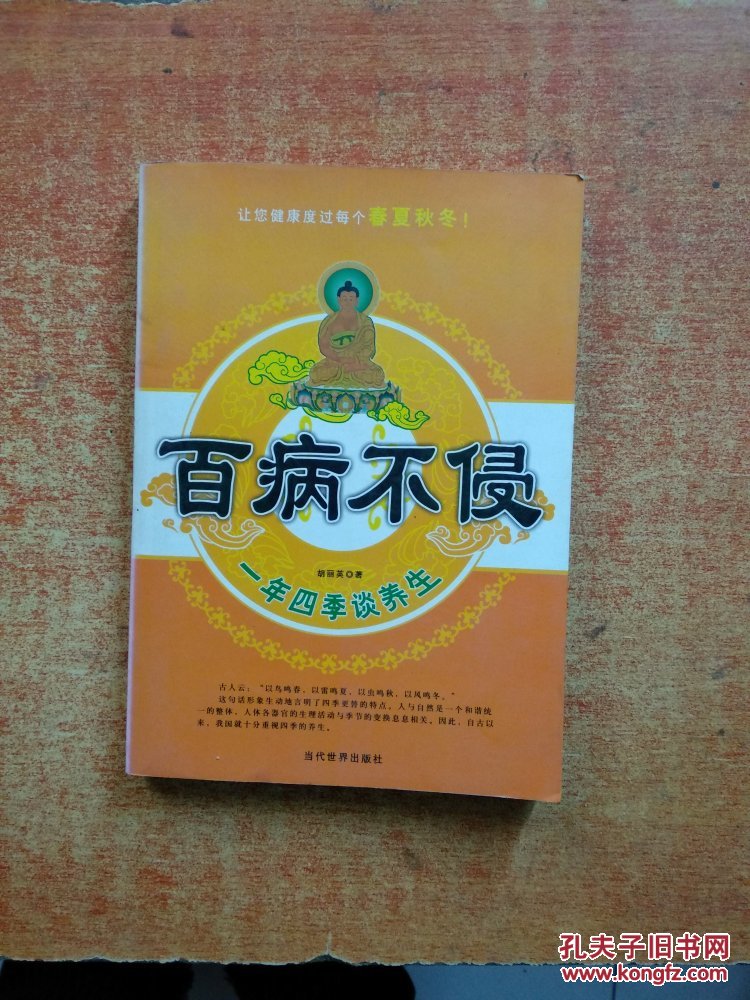 让您健康度过每个春夏秋冬！
百病不侵
胡丽英◎著
一年四季谈养生
古人云：“以鸟鸣春，以雷鸣夏，以虫鸣秋，以风鸣冬。”
这句话形象生动地言明了四季更替的特点。人与自然是一个和谐统
一的整体，人体各器官的生理活动与季节的变换息息相关。因此，自古以
来，我国就十分重视四季的养生。
当代世界出版社
孔夫子旧书网
www.kongfz.com